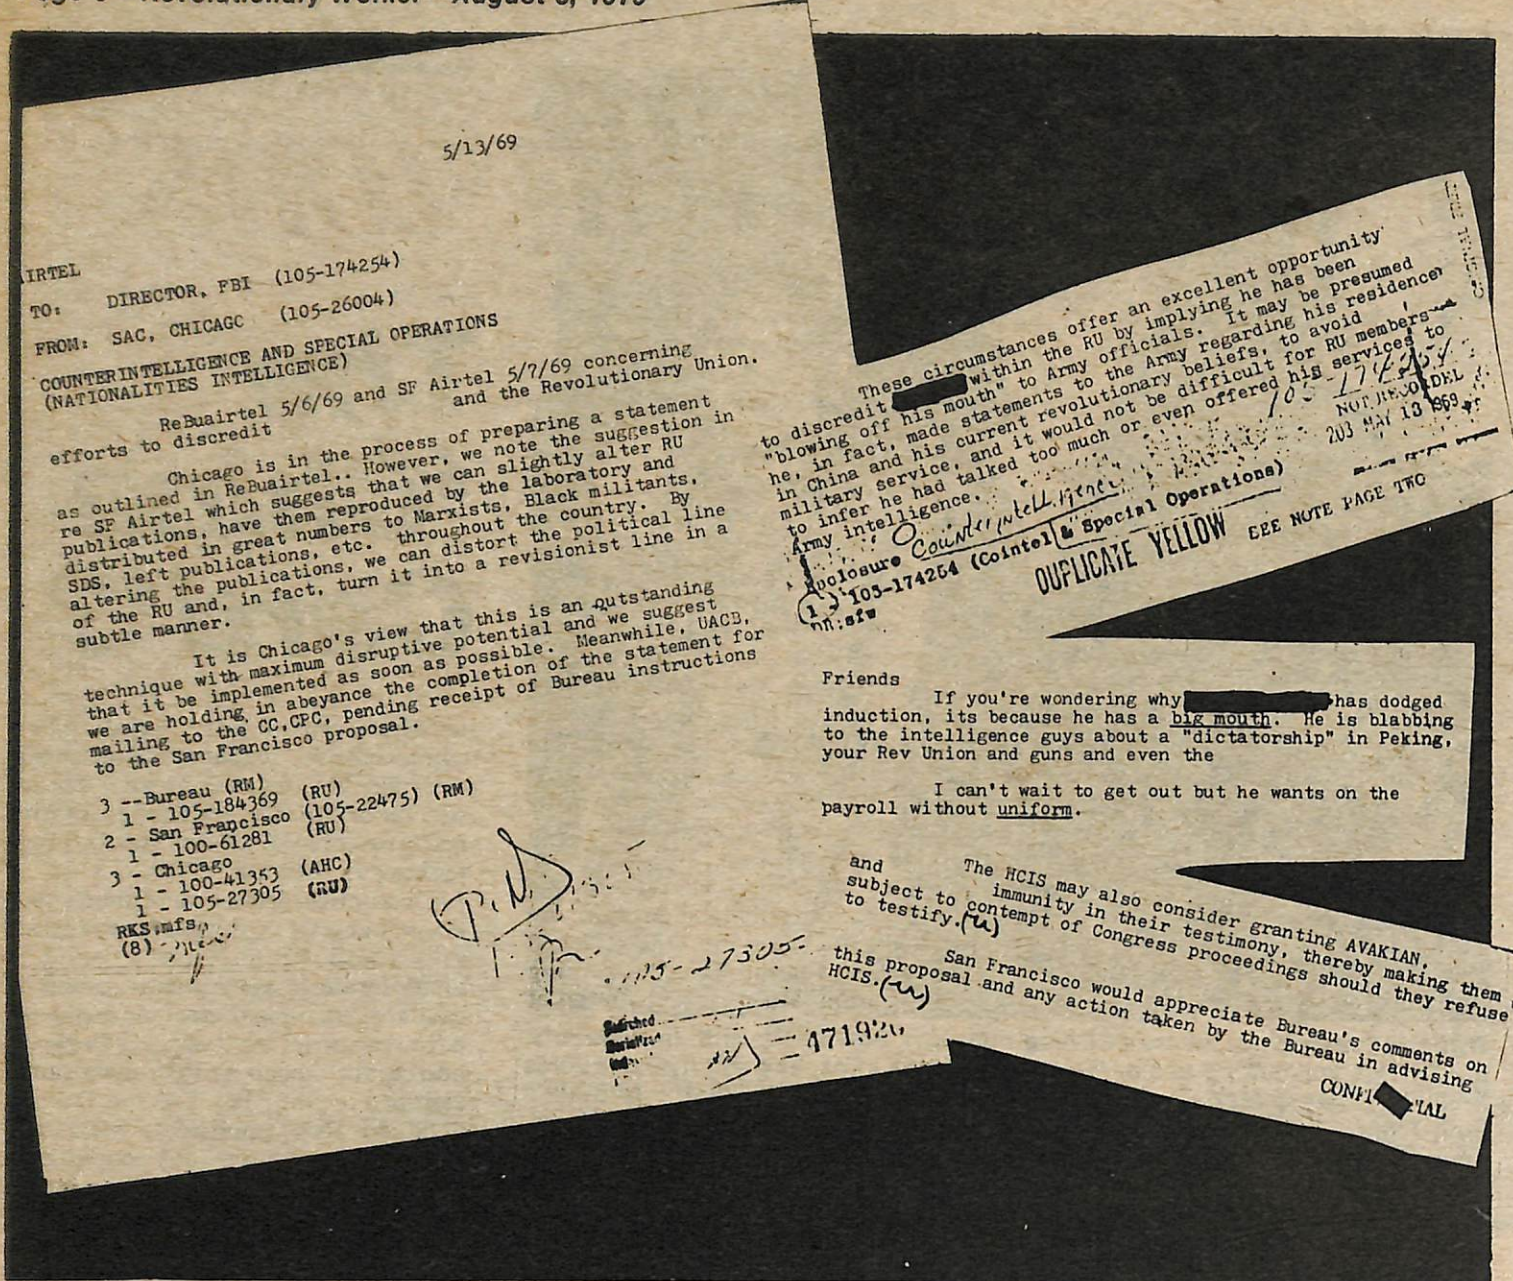 Revolutionary Worker August
5/13/69
AIRTEL
TO: DIRECTOR, FBI (105-174254)
FROM: SAC, CHICAGO (105-26004)
COUNTERINTELLIGENCE AND SPECIAL OPERATIONS
(NATIONALITIES INTELLIGENCE)
ReBuairtel 5/6/69 and SF Airtel 5/7/69 concerning
efforts to discredit and the Revolutionary Union.
Chicago is in the process of preparing a statement
as outlined in ReBuairtel.. However, we note the suggestion in
re SF Airtel which suggests that we can slightly alter RU
publications, have them reproduced by the laboratory and
distributed in great numbers to Marxists, Black militants,
SDS, left publications, etc. throughout the country. By
altering the publications, we can distort the political line
of the RU and, in fact, turn it into a revisionist line in a
subtle manner.
It is Chicago's view that this is an outstanding
technique with maximum disruptive potential and we suggest
that it be implemented as soon as possible. Meanwhile, UACB,
we are holding in abeyance the completion of the statement for
mailing to the CC,CPC, pending receipt of Bureau instructions
to the San Francisco proposal.
3 --Bureau (RM)
1 - 105-184369 (RU)
2 - San Francisco (105-22475) (RM)
1 - 100-61281 (RU)
3 - Chicago
1 - 100-41353 (AHC)
1 - 105-27305 (RU)
RKS:mfs
(8)
105-27305-
Searched
Serialized
471920
These circumstances offer an excellent opportunity
to discredit within the RU by implying he has been
"blowing off his mouth" to Army officials. It may be presumed
he, in fact, made statements to the Army regarding his residence
in China and his current revolutionary beliefs, to avoid
military service, and it would not be difficult for RU members
to infer he had talked too much or even offered his services to
Army intelligence.
105-174254
NOT RECORDED
203 MAY 13 1969
Counterintelligence
Enclosure
1 - 105-174254 (Cointel & Special Operations)
DUPLICATE YELLOW
SEE NOTE PAGE TWO
Friends
If you're wondering why has dodged
induction, its because he has a big mouth. He is blabbing
to the intelligence guys about a "dictatorship" in Peking,
your Rev Union and guns and even the
I can't wait to get out but he wants on the
payroll without uniform.
The HCIS may also consider granting AVAKIAN,
and immunity in their testimony, thereby making them
subject to contempt of Congress proceedings should they refuse
to testify.(u)
San Francisco would appreciate Bureau's comments on
this proposal and any action taken by the Bureau in advising
HCIS.(u)